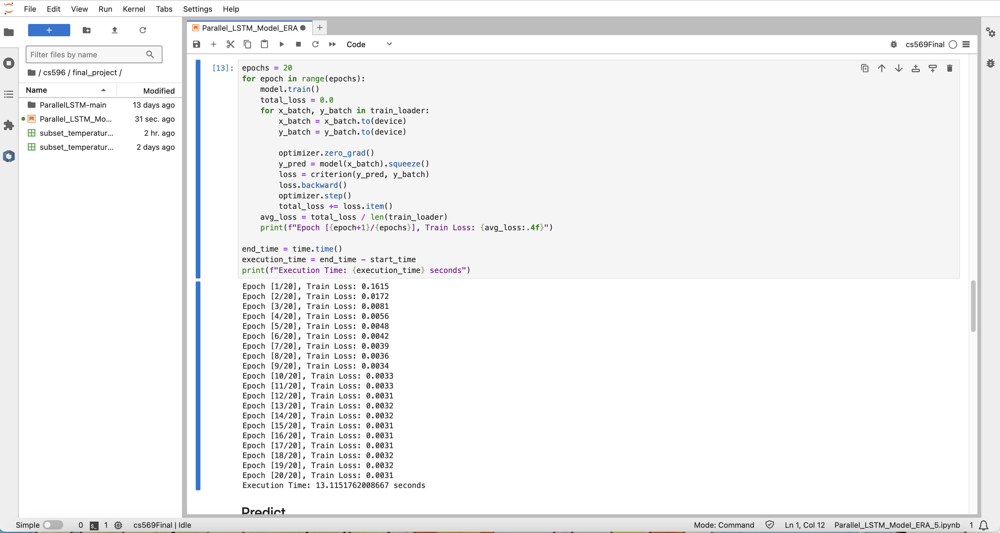 File Edit View Run Kernel Tabs Settings Help
Filter files by name
/ cs596 / final_project /
Name Modified
ParallelLSTM-main 13 days ago
Parallel_LSTM_Mo... 31 sec. ago
subset_temperatur... 2 hr. ago
subset_temperatur... 2 days ago
Parallel_LSTM_Model_ERA
Code
cs569Final
[13]:
epochs = 20
for epoch in range(epochs):
    model.train()
    total_loss = 0.0
    for x_batch, y_batch in train_loader:
        x_batch = x_batch.to(device)
        y_batch = y_batch.to(device)
        optimizer.zero_grad()
        y_pred = model(x_batch).squeeze()
        loss = criterion(y_pred, y_batch)
        loss.backward()
        optimizer.step()
        total_loss += loss.item()
    avg_loss = total_loss / len(train_loader)
    print(f"Epoch [{epoch+1}/{epochs}], Train Loss: {avg_loss:.4f}")
end_time = time.time()
execution_time = end_time - start_time
print(f"Execution Time: {execution_time} seconds")
Epoch [1/20], Train Loss: 0.1615
Epoch [2/20], Train Loss: 0.0172
Epoch [3/20], Train Loss: 0.0081
Epoch [4/20], Train Loss: 0.0056
Epoch [5/20], Train Loss: 0.0048
Epoch [6/20], Train Loss: 0.0042
Epoch [7/20], Train Loss: 0.0039
Epoch [8/20], Train Loss: 0.0036
Epoch [9/20], Train Loss: 0.0034
Epoch [10/20], Train Loss: 0.0033
Epoch [11/20], Train Loss: 0.0033
Epoch [12/20], Train Loss: 0.0031
Epoch [13/20], Train Loss: 0.0032
Epoch [14/20], Train Loss: 0.0032
Epoch [15/20], Train Loss: 0.0031
Epoch [16/20], Train Loss: 0.0031
Epoch [17/20], Train Loss: 0.0031
Epoch [18/20], Train Loss: 0.0032
Epoch [19/20], Train Loss: 0.0032
Epoch [20/20], Train Loss: 0.0031
Execution Time: 13.1151762008667 seconds
Predict
Simple 0 $_ 1 cs569Final | Idle Mode: Command Ln 1, Col 12 Parallel_LSTM_Model_ERA_5.ipynb 1